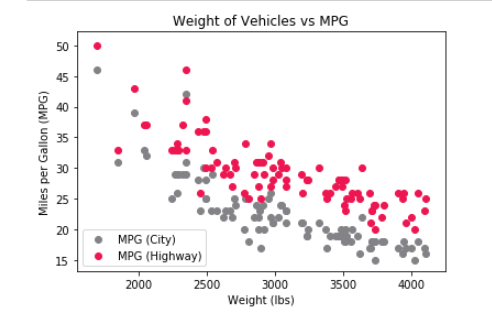 Weight of Vehicles vs MPG
Miles per Gallon (MPG)
50
45
40
35
30
25
20
15
MPG (City)
MPG (Highway)
2000
2500
3000
3500
4000
Weight (lbs)